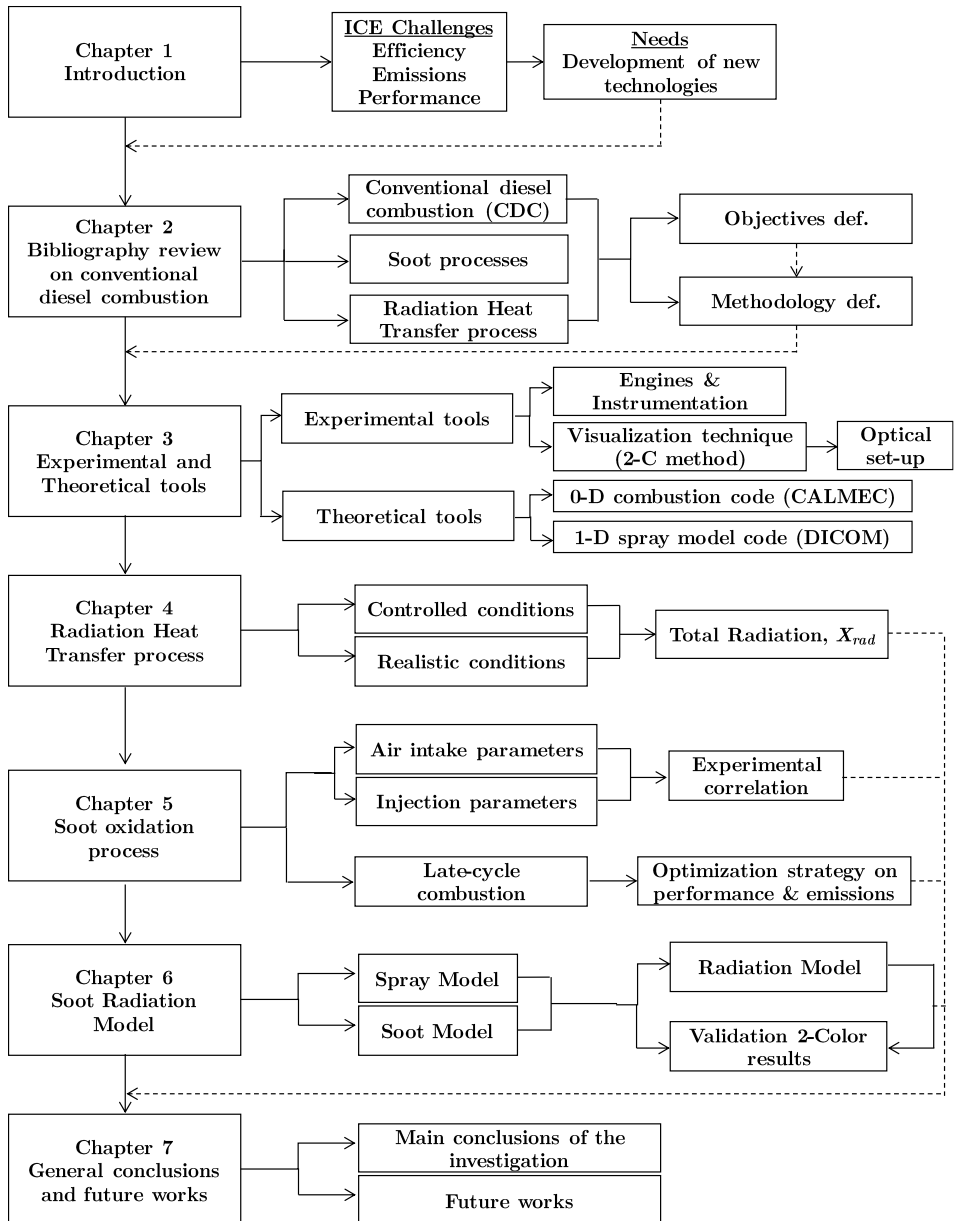 Chapter 1
Introduction
ICE Challenges
Efficiency
Emissions
Performance
Needs
Development of new
technologies
Chapter 2
Bibliography review
on conventional
diesel combustion
Conventional diesel
combustion (CDC)
Soot processes
Radiation Heat
Transfer process
Objectives def.
Methodology def.
Chapter 3
Experimental and
Theoretical tools
Experimental tools
Engines &
Instrumentation
Visualization technique
(2-C method)
Optical
set-up
Theoretical tools
0-D combustion code (CALMEC)
1-D spray model code (DICOM)
Chapter 4
Radiation Heat
Transfer process
Controlled conditions
Realistic conditions
Total Radiation, X_rad
Chapter 5
Soot oxidation
process
Air intake parameters
Injection parameters
Experimental
correlation
Late-cycle
combustion
Optimization strategy on
performance & emissions
Chapter 6
Soot Radiation
Model
Spray Model
Soot Model
Radiation Model
Validation 2-Color
results
Chapter 7
General conclusions
and future works
Main conclusions of the
investigation
Future works